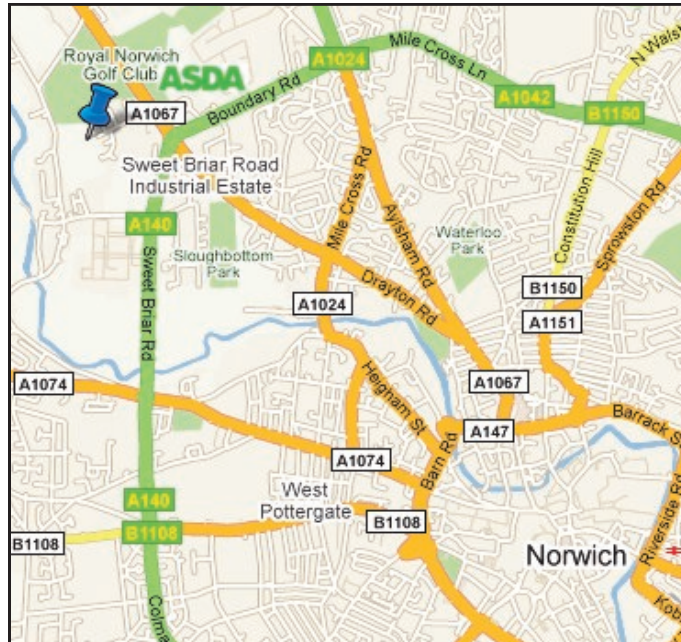 Royal Norwich
Golf Club
ASDA
A1067
A1024
Mile Cross Ln
N Walsh
Boundary Rd
A1042
B1150
Sweet Briar Road
Industrial Estate
Mile Cross Rd
Constitution Hill
Sprowston Rd
A140
Sloughbottom
Park
Aylsham Rd
Waterloo
Park
Sweet Briar Rd
Drayton Rd
B1150
A1024
A1151
A1074
Heigham St
A1067
Barrack S
A147
A1074
Barn Rd
A140
West
Pottergate
B1108
B1108
B1108
Norwich
Riverside Rd
Colma
Kob